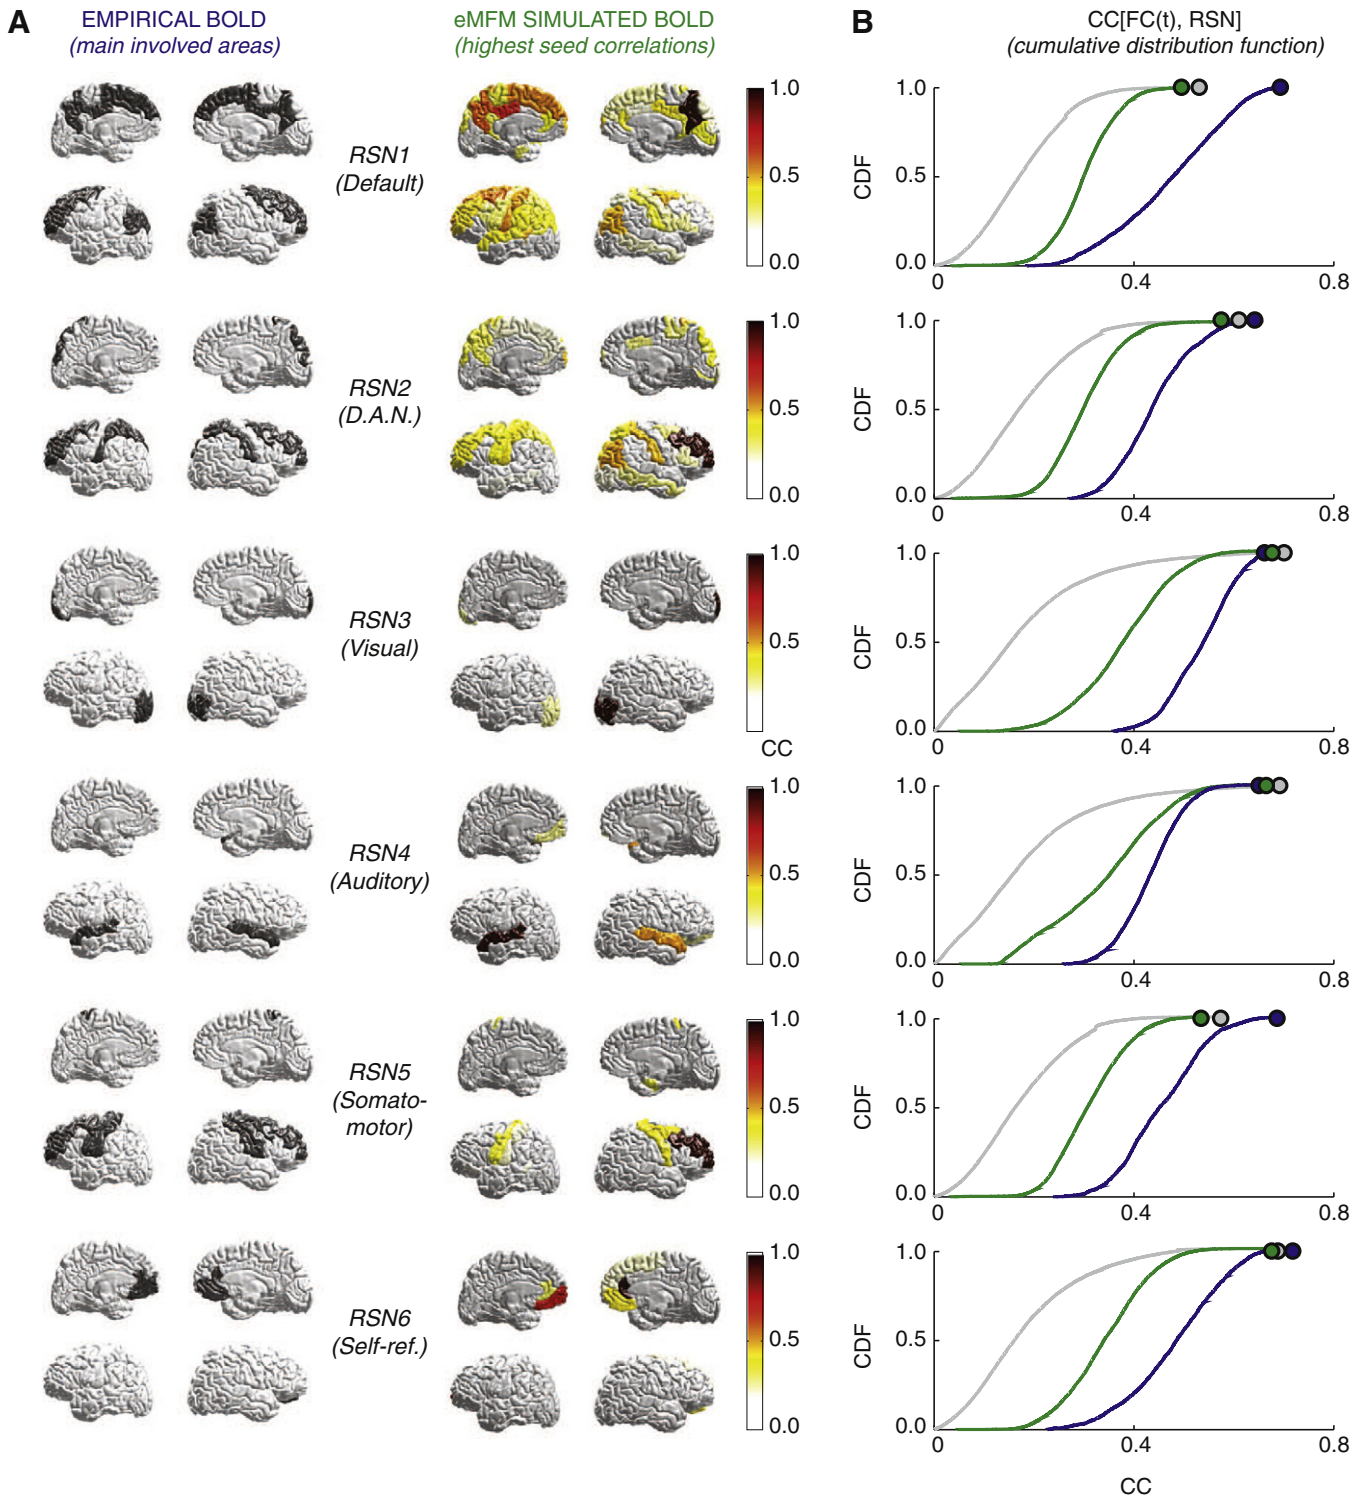 A
EMPIRICAL BOLD
(main involved areas)
eMFM SIMULATED BOLD
(highest seed correlations)
B
CC[FC(t), RSN]
(cumulative distribution function)
RSN1
(Default)
1.0
0.5
0.0
CDF
1.0
0.5
0.0
0
0.4
0.8
RSN2
(D.A.N.)
1.0
0.5
0.0
CDF
1.0
0.5
0.0
0
0.4
0.8
RSN3
(Visual)
1.0
0.5
0.0
CC
CDF
1.0
0.5
0.0
0
0.4
0.8
RSN4
(Auditory)
1.0
0.5
0.0
CDF
1.0
0.5
0.0
0
0.4
0.8
RSN5
(Somato-
motor)
1.0
0.5
0.0
CDF
1.0
0.5
0.0
0
0.4
0.8
RSN6
(Self-ref.)
1.0
0.5
0.0
CDF
1.0
0.5
0.0
0
0.4
0.8
CC